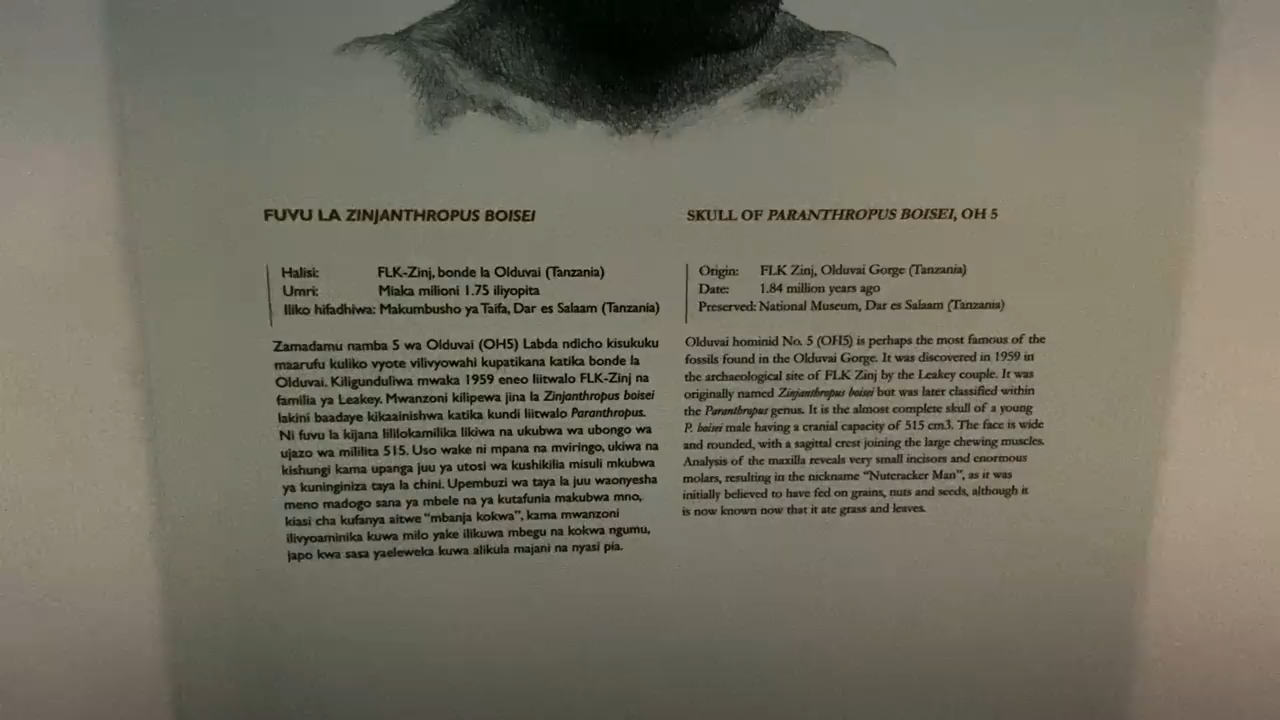 FUVU LA ZINJANTHROPUS BOISEI
Halisi: FLK-Zinj, bonde la Olduvai (Tanzania)
Umri: Miaka milioni 1.75 iliyopita
Iliko hifadhiwa: Makumbusho ya Taifa, Dar es Salaam (Tanzania)
Zamadamu namba 5 wa Olduvai (OH5) Labda ndicho kisukuku
maarufu kuliko vyote vilivyowahi kupatikana katika bonde la
Olduvai. Kiligunduliwa mwaka 1959 eneo liitwalo FLK-Zinj na
familia ya Leakey. Mwanzoni kilipewa jina la Zinjanthropus boisei
lakini baadaye kikaainishwa katika kundi liitwalo Paranthropus.
Ni fuvu la kijana lililokamilika likiwa na ukubwa wa ubongo wa
ujazo wa mililita 515. Uso wake ni mpana na mviringo, ukiwa na
kishungi kama upanga juu ya utosi wa kushikilia misuli mkubwa
ya kuninginiza taya la chini. Upembuzi wa taya la juu waonyesha
meno madogo sana ya mbele na ya kutafunia makubwa mno,
kiasi cha kufanya aitwe "mbanja kokwa", kama mwanzoni
ilivyoaminika kuwa milo yake ilikuwa mbegu na kokwa ngumu,
japo kwa sasa yaeleweka kuwa alikula majani na nyasi pia.
SKULL OF PARANTHROPUS BOISEI, OH 5
Origin: FLK Zinj, Olduvai Gorge (Tanzania)
Date: 1.84 million years ago
Preserved: National Museum, Dar es Salaam (Tanzania)
Olduvai hominid No. 5 (OH5) is perhaps the most famous of the
fossils found in the Olduvai Gorge. It was discovered in 1959 in
the archaeological site of FLK Zinj by the Leakey couple. It was
originally named Zinjanthropus boisei but was later classified within
the Paranthropus genus. It is the almost complete skull of a young
P. boisei male having a cranial capacity of 515 cm3. The face is wide
and rounded, with a sagittal crest joining the large chewing muscles.
Analysis of the maxilla reveals very small incisors and enormous
molars, resulting in the nickname "Nutcracker Man", as it was
initially believed to have fed on grains, nuts and seeds, although it
is now known now that it ate grass and leaves.